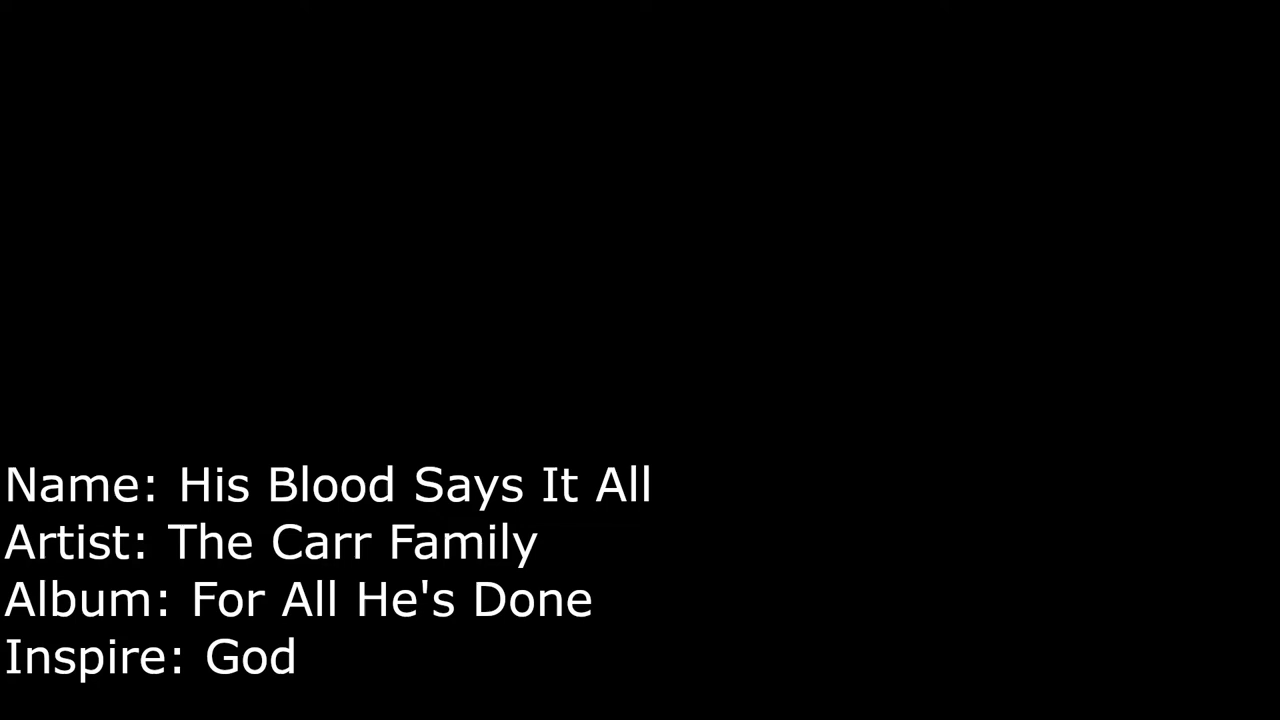 Name: His Blood Says It All
Artist: The Carr Family
Album: For All He's Done
Inspire: God